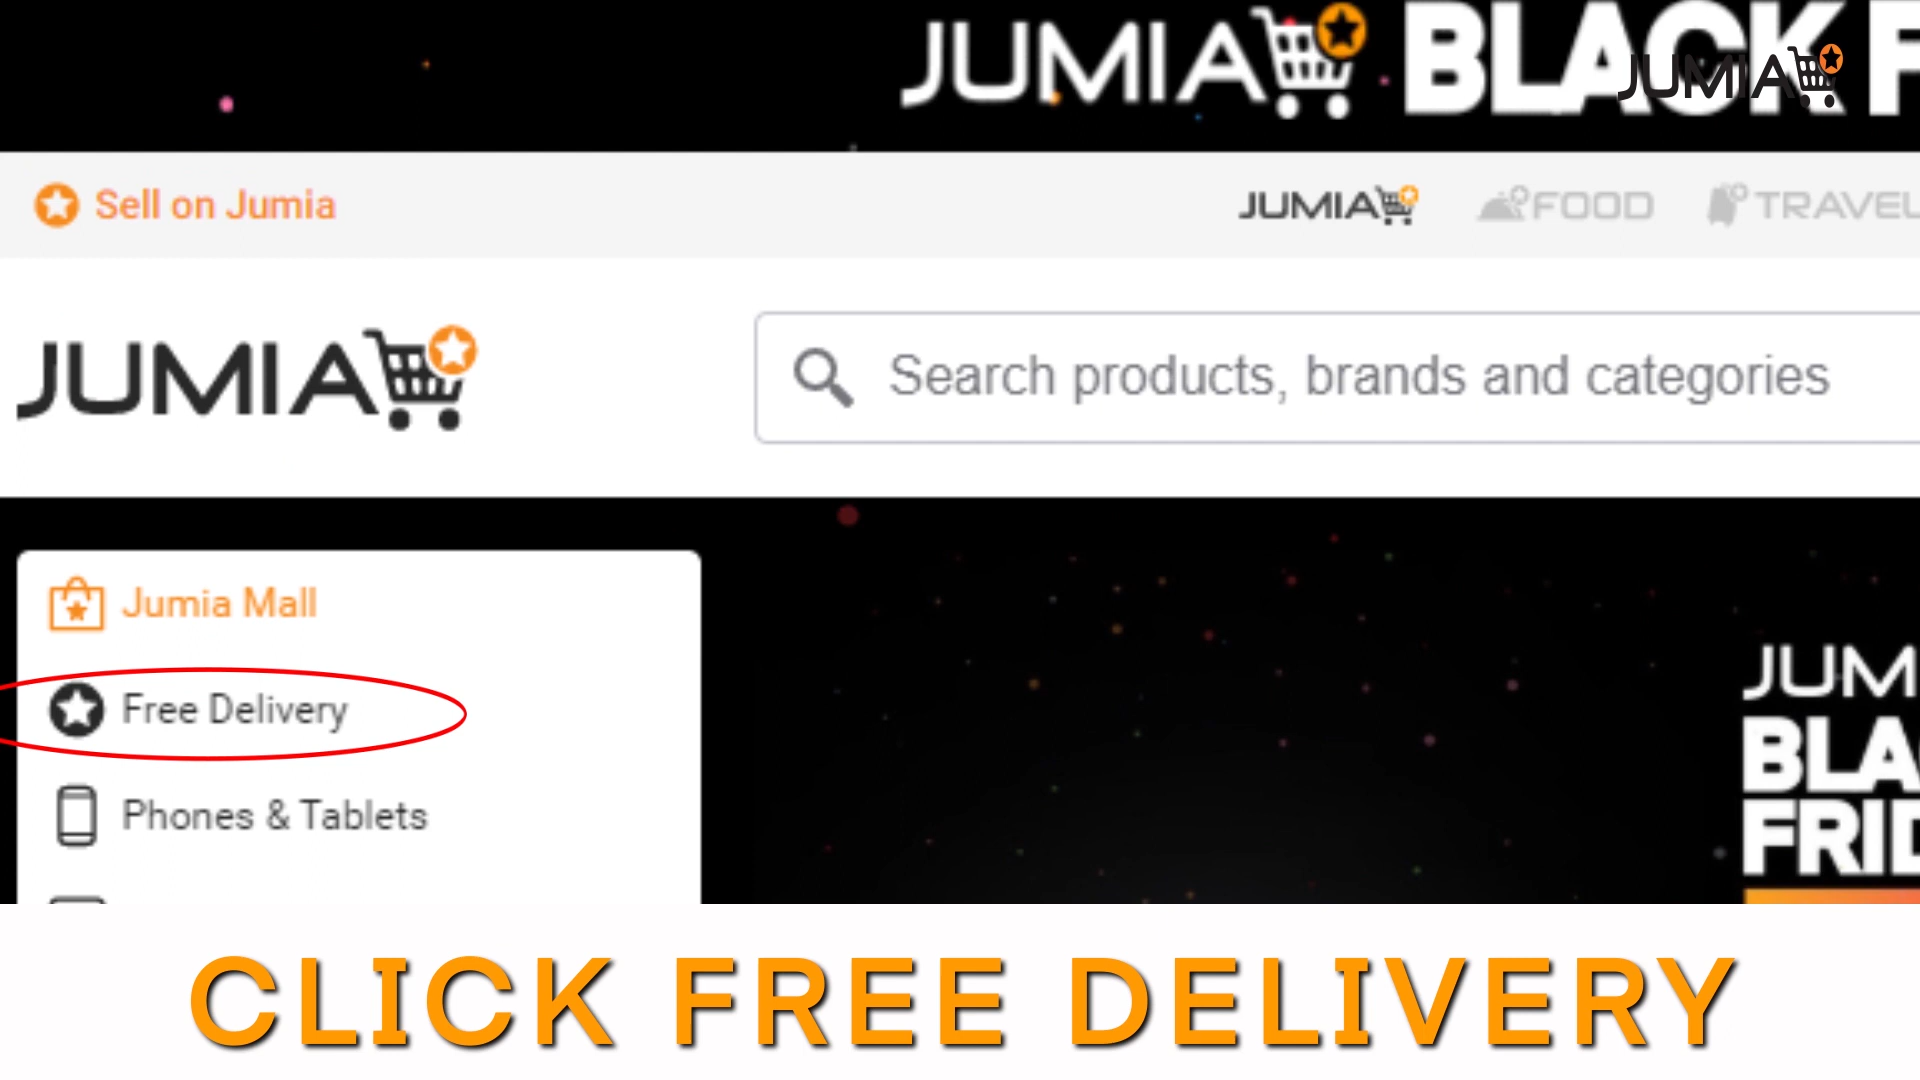 JUMIA BLACK F
JUMIA
Sell on Jumia
JUMIA FOOD TRAVEL
JUMIA
Search products, brands and categories
Jumia Mall
Free Delivery
Phones & Tablets
JUM
BLA
FRID
CLICK FREE DELIVERY